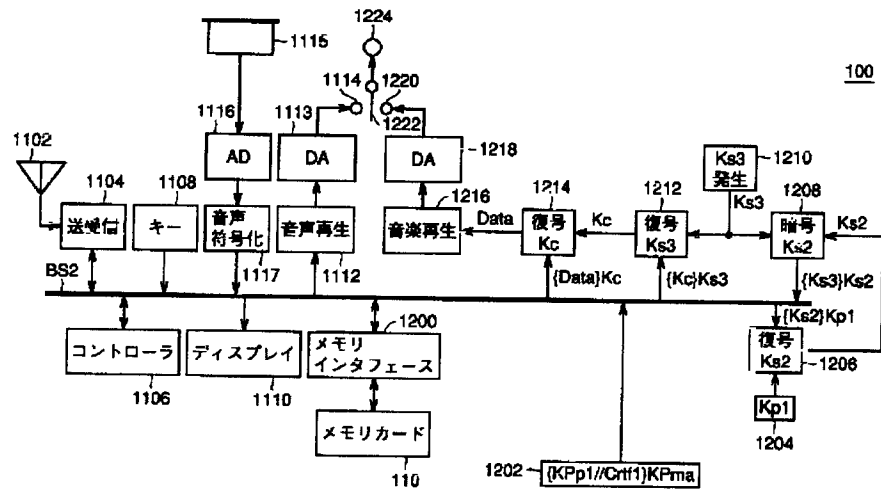 1224
1115
1114
1220
100
1116
1113
1222
1102
AD
DA
DA
1218
Ks3
発生
1210
1104
1108
1216
1214
1212
Ks3
1208
送受信
キー
音声
符号化
音声再生
音楽再生
Data
復号
Kc
Kc
復号
Ks3
暗号
Ks2
Ks2
BS2
1117
1112
{Data}Kc
{Kc}Ks3
{Ks3}Ks2
{Ks2}Kp1
コントローラ
ディスプレイ
1200
メモリ
インタフェース
復号
Ks2
1206
1106
1110
Kp1
メモリカード
1204
110
1202
{KPp1//Crtf1}KPma